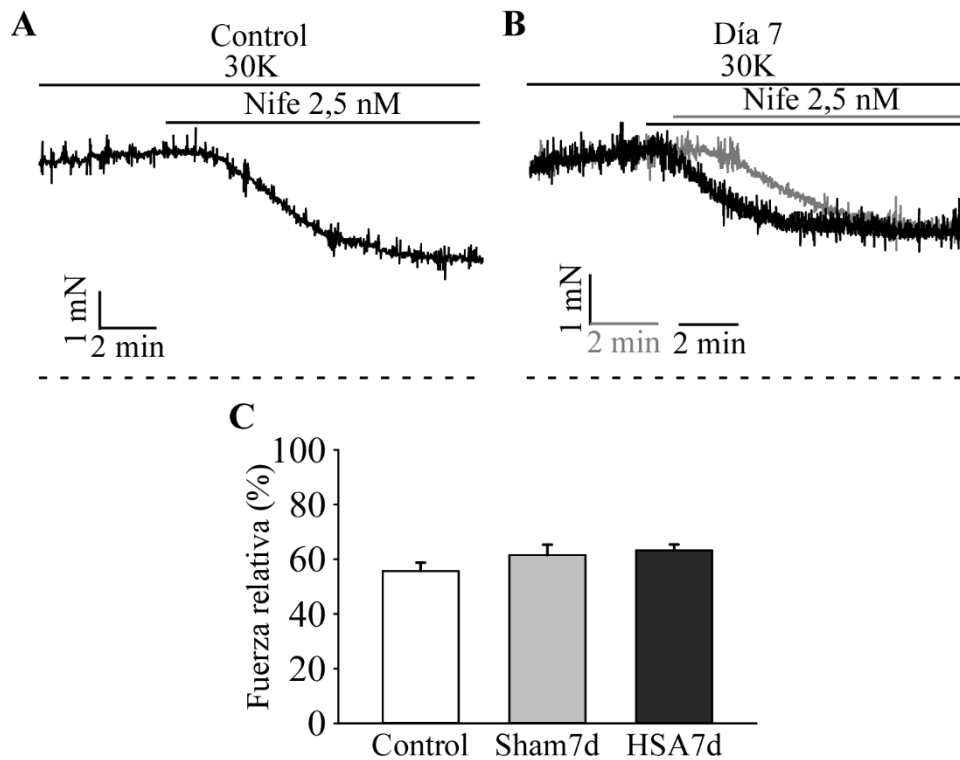 A
Control
30K
Nife 2,5 nM
1 mN
2 min
B
Día 7
30K
Nife 2,5 nM
1 mN
2 min
2 min
C
Fuerza relativa (%)
100
80
60
40
20
0
Control
Sham7d
HSA7d